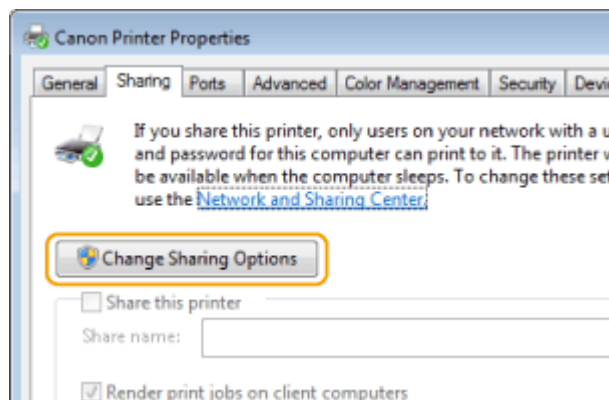 Canon Printer Properties
General Sharing Ports Advanced Color Management Security
If you share this printer, only users on your network with a
and password for this computer can print to it. The printer
be available when the computer sleeps. To change these
use the Network and Sharing Center.
Change Sharing Options
Share this printer
Share name:
Render print jobs on client computers